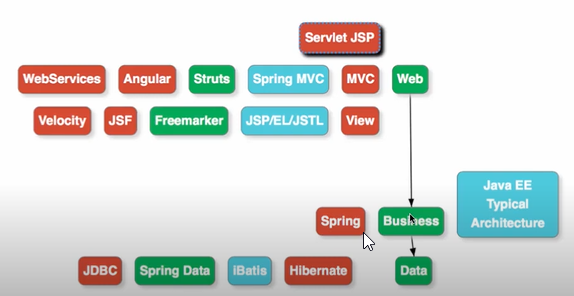 Servlet JSP
WebServices Angular Struts Spring MVC MVC Web
Velocity JSF Freemarker JSP/EL/JSTL View
Java EE
Typical
Architecture
Spring Business
JDBC Spring Data iBatis Hibernate Data